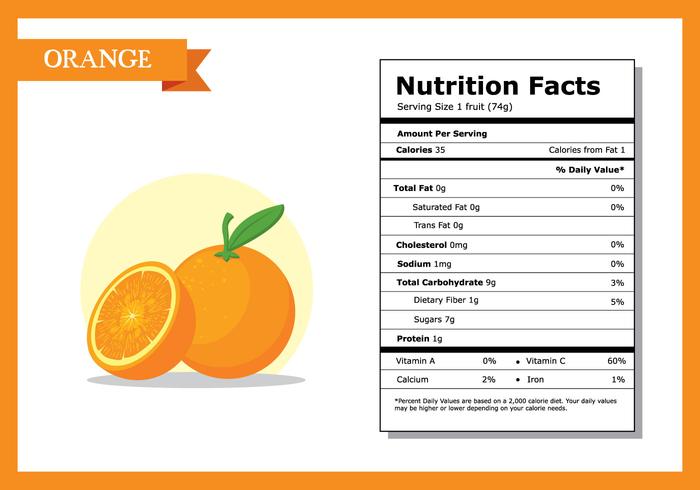 ORANGE
Nutrition Facts
Serving Size 1 fruit (74g)
Amount Per Serving
Calories 35 Calories from Fat 1
% Daily Value*
Total Fat 0g 0%
Saturated Fat 0g 0%
Trans Fat 0g
Cholesterol 0mg 0%
Sodium 1mg 0%
Total Carbohydrate 9g 3%
Dietary Fiber 1g 5%
Sugars 7g
Protein 1g
Vitamin A 0% • Vitamin C 60%
Calcium 2% • Iron 1%
*Percent Daily Values are based on a 2,000 calorie diet. Your daily values
may be higher or lower depending on your calorie needs.